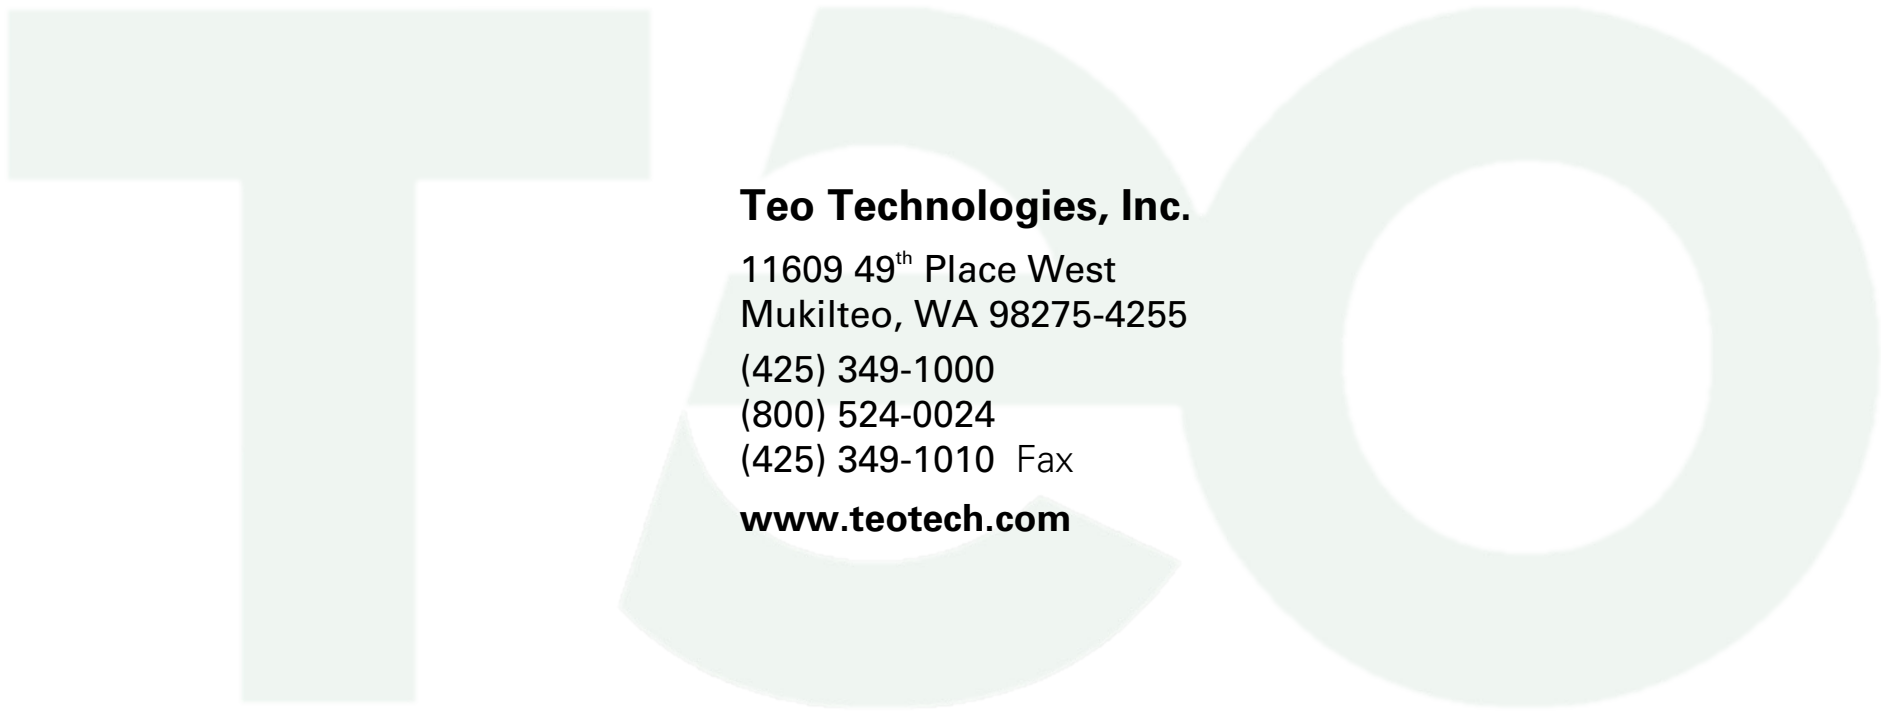 Teo
Teo Technologies, Inc.
11609 49th Place West
Mukilteo, WA 98275-4255
(425) 349-1000
(800) 524-0024
(425) 349-1010 Fax
www.teotech.com